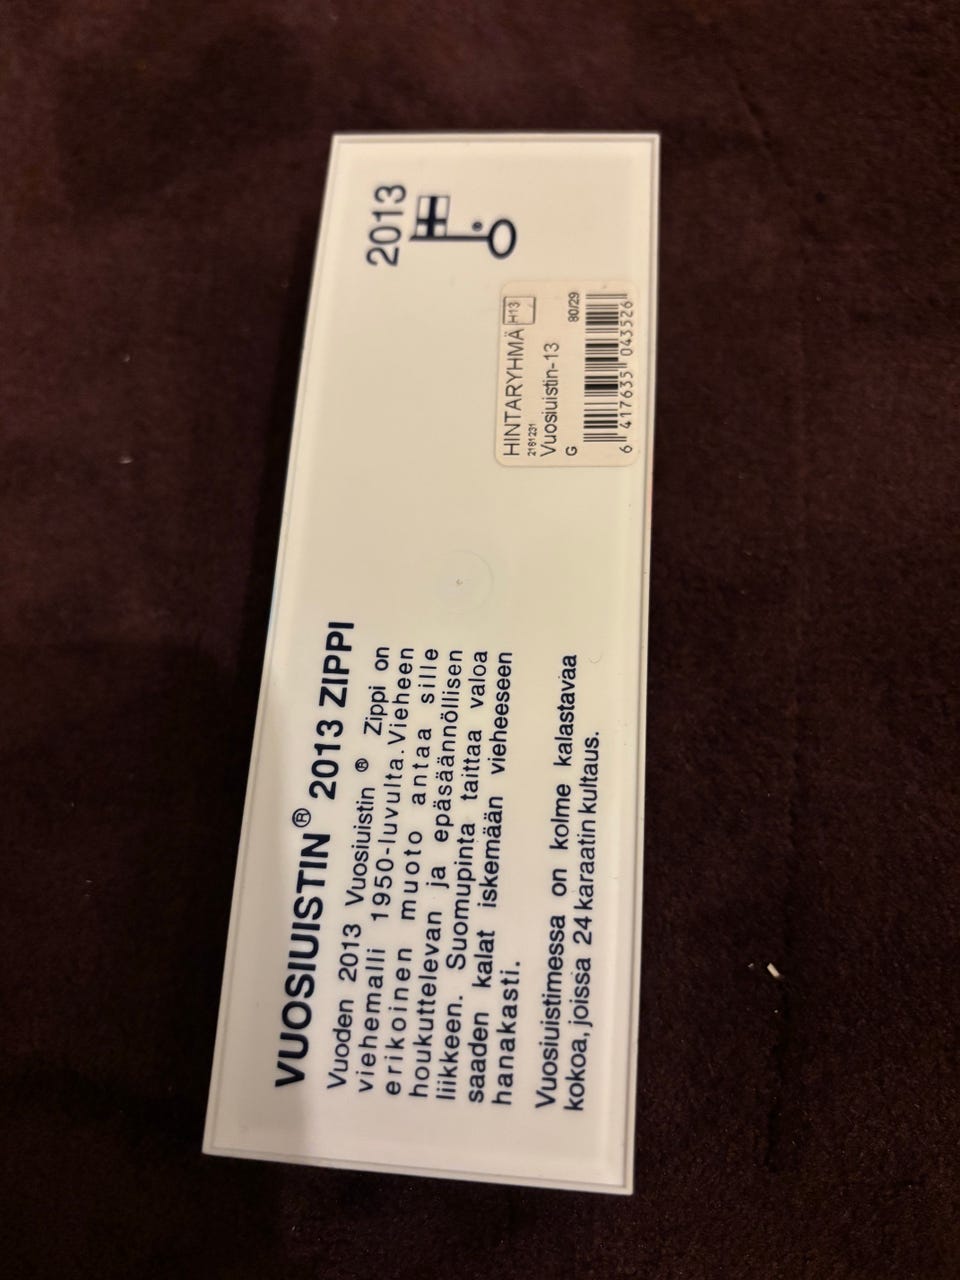 VUOSIUISTIN® 2013 ZIPPI
Vuoden 2013 Vuosiuistin ® Zippi on
viehemalli 1950-luvulta. Vieheen
erikoinen muoto antaa sille
houkuttelevan ja epäsäännöllisen
liikkeen. Suomupinta taittaa valoa
saaden kalat iskemään vieheeseen
hanakasti.
Vuosiuistimessa on kolme kalastavaa
kokoa, joissa 24 karaatin kultaus.
2013
HINTARYHMÄ H13
2161231
Vuosiuistin-13
G 80/29
6 417635 043526